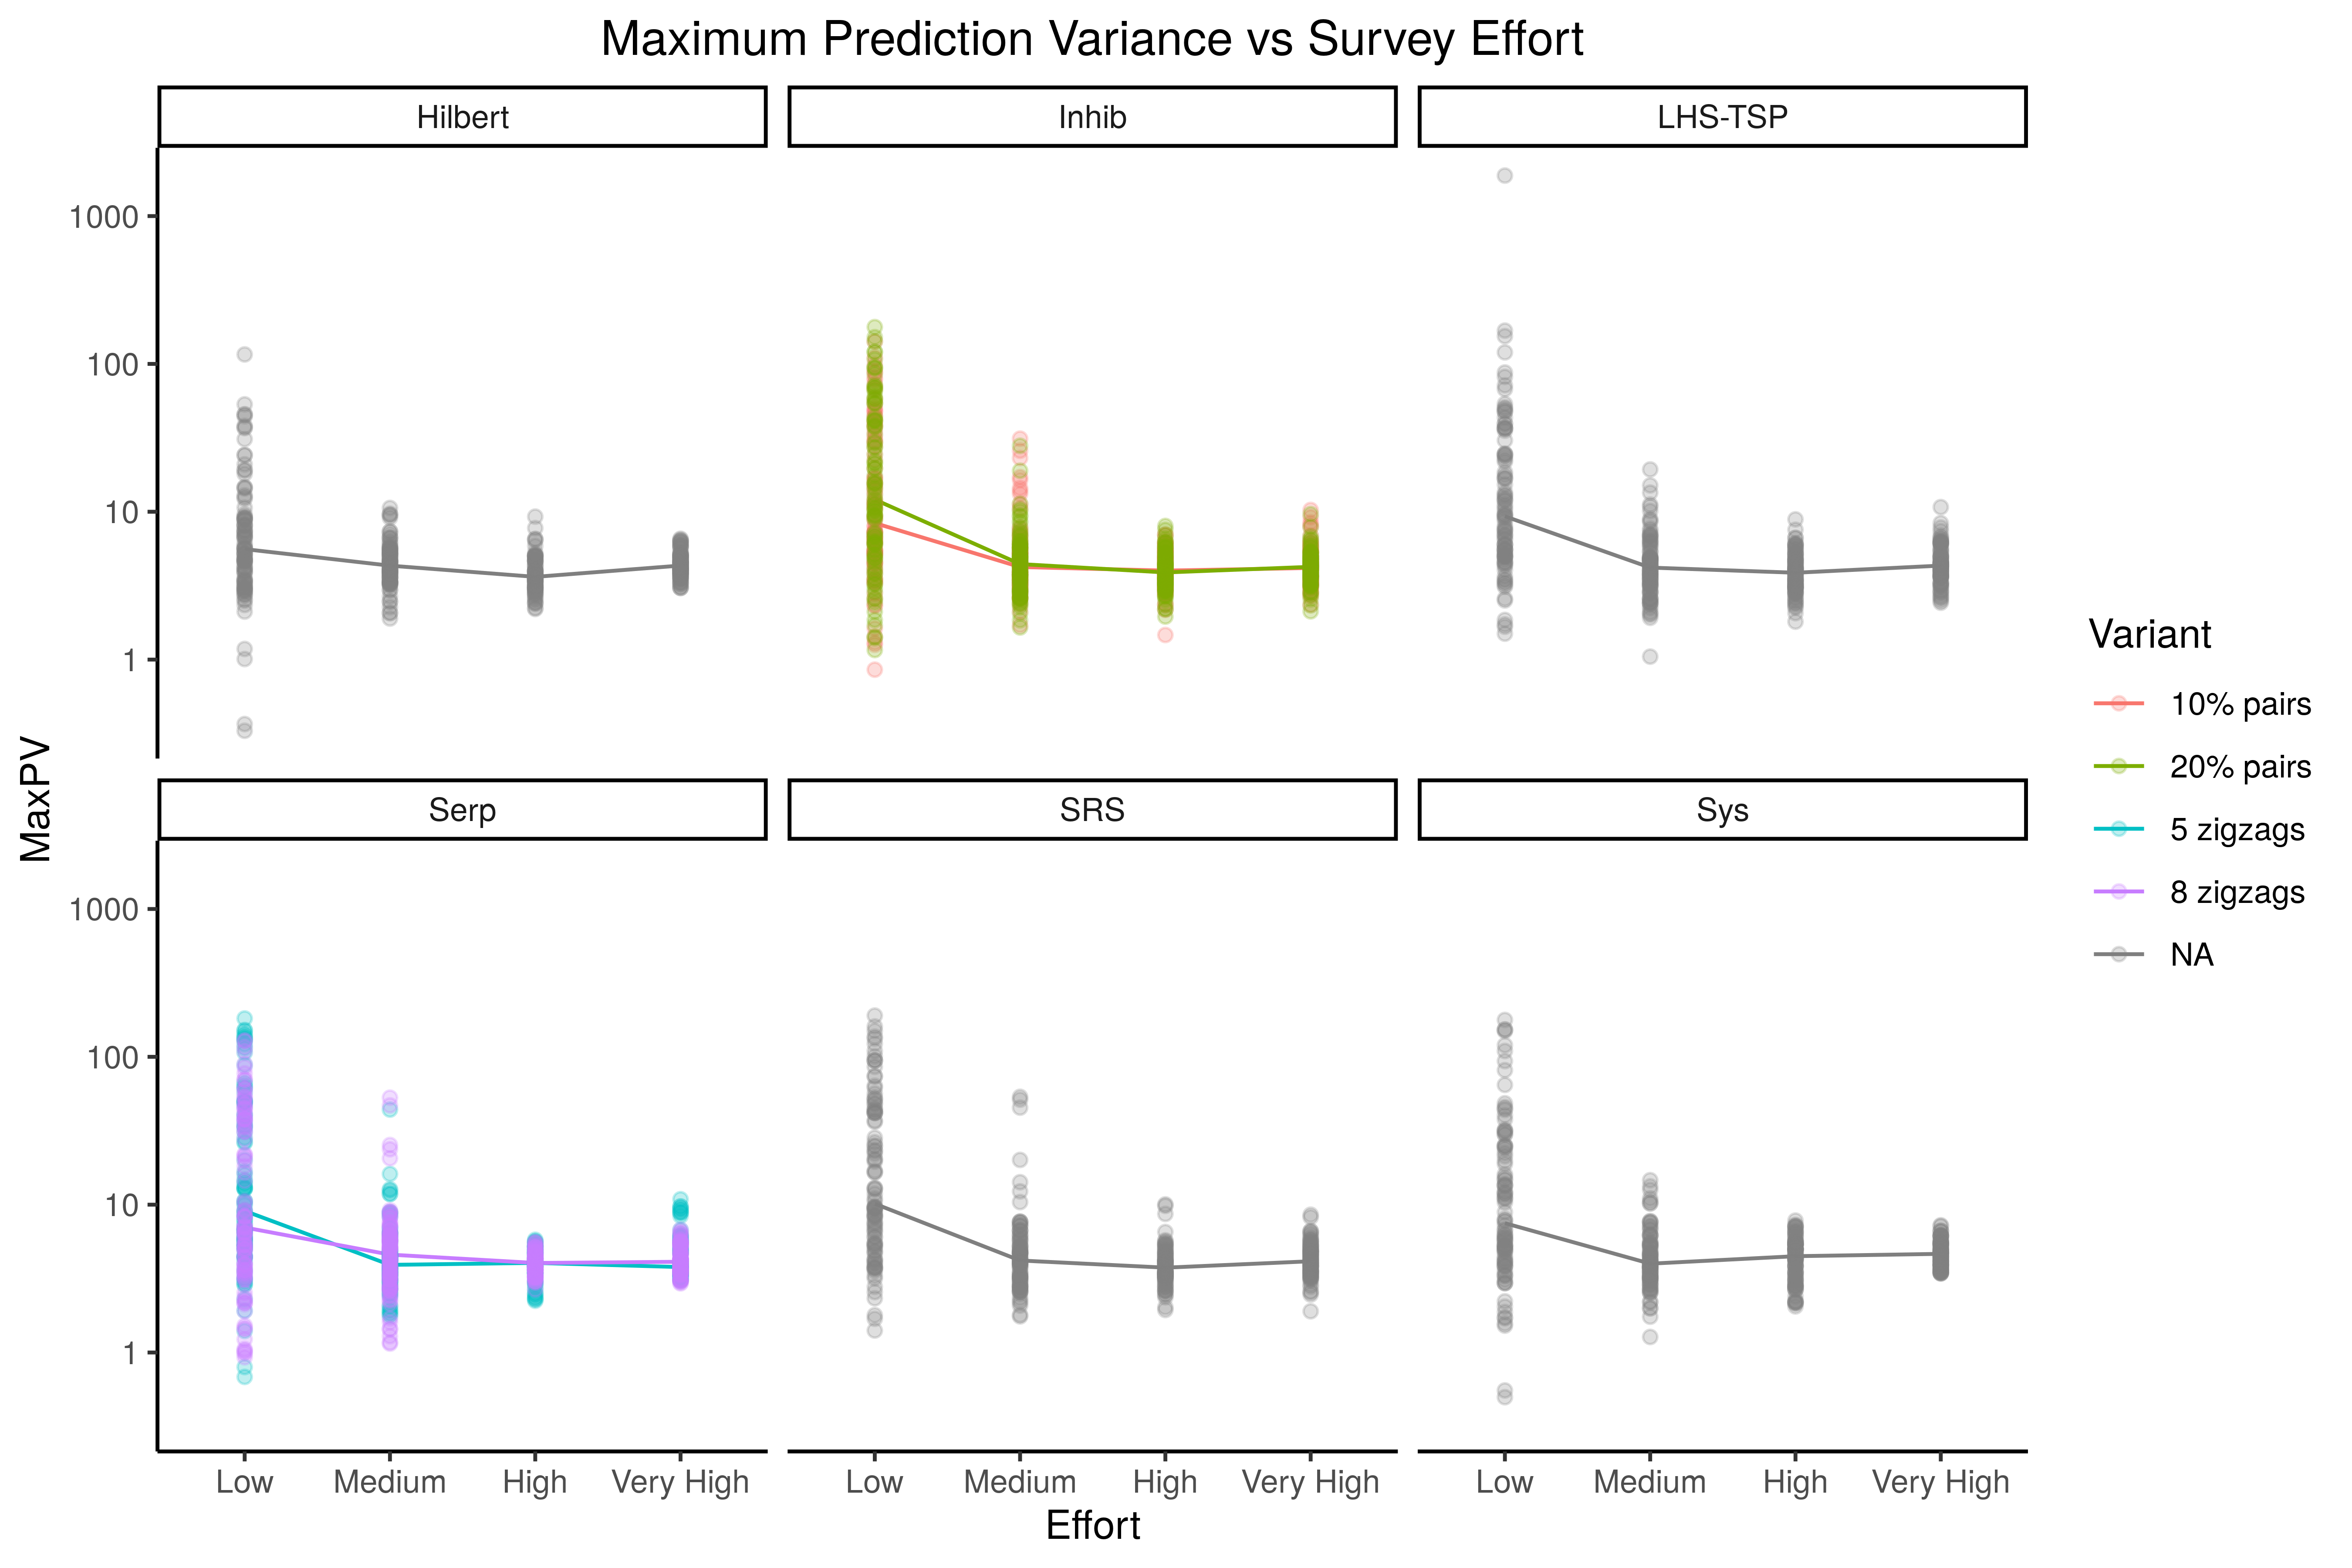 Maximum Prediction Variance vs Survey Effort
Hilbert
Inhib
LHS-TSP
1000
100
10
1
Serp
SRS
Sys
1000
100
10
1
Low Medium High Very High
Low Medium High Very High
Low Medium High Very High
Effort
MaxPV
Variant
10% pairs
20% pairs
5 zigzags
8 zigzags
NA